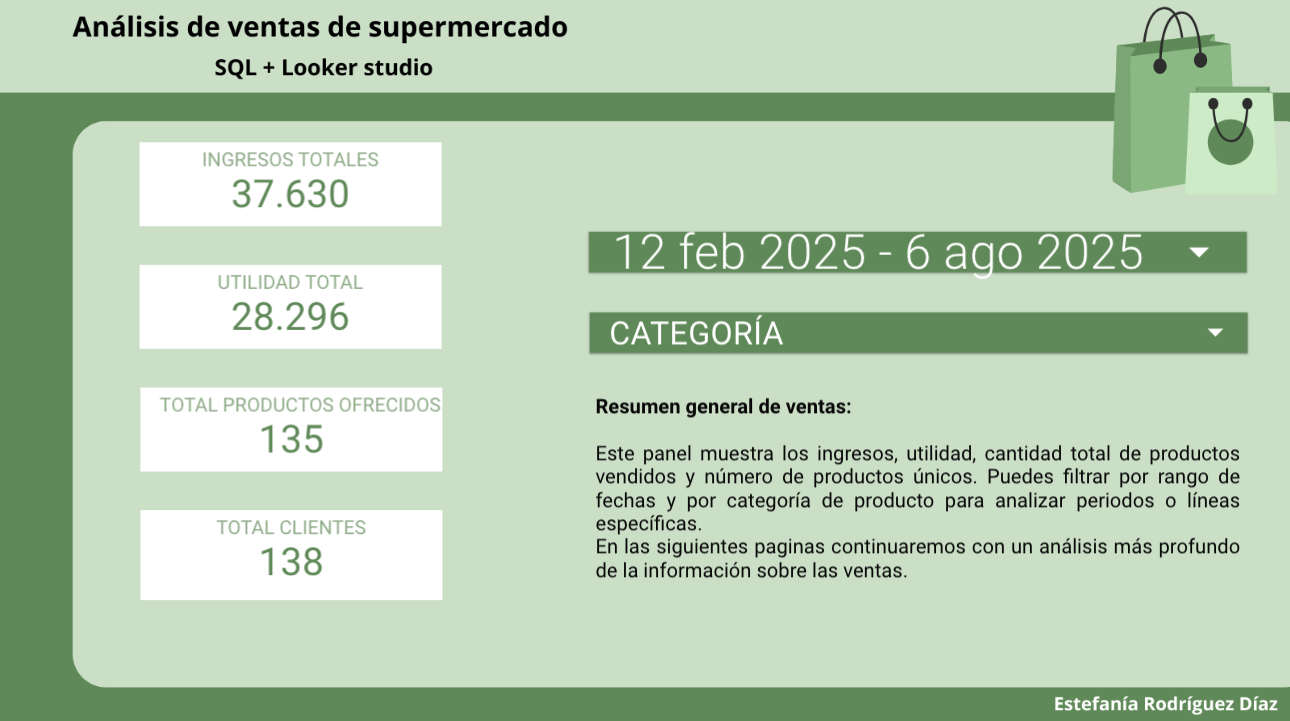 Análisis de ventas de supermercado
SQL + Looker studio
INGRESOS TOTALES
37.630
UTILIDAD TOTAL
28.296
TOTAL PRODUCTOS OFRECIDOS
135
TOTAL CLIENTES
138
12 feb 2025 - 6 ago 2025
CATEGORÍA
Resumen general de ventas:
Este panel muestra los ingresos, utilidad, cantidad total de productos
vendidos y número de productos únicos. Puedes filtrar por rango de
fechas y por categoría de producto para analizar periodos o líneas
específicas.
En las siguientes paginas continuaremos con un análisis más profundo
de la información sobre las ventas.
Estefanía Rodríguez Díaz